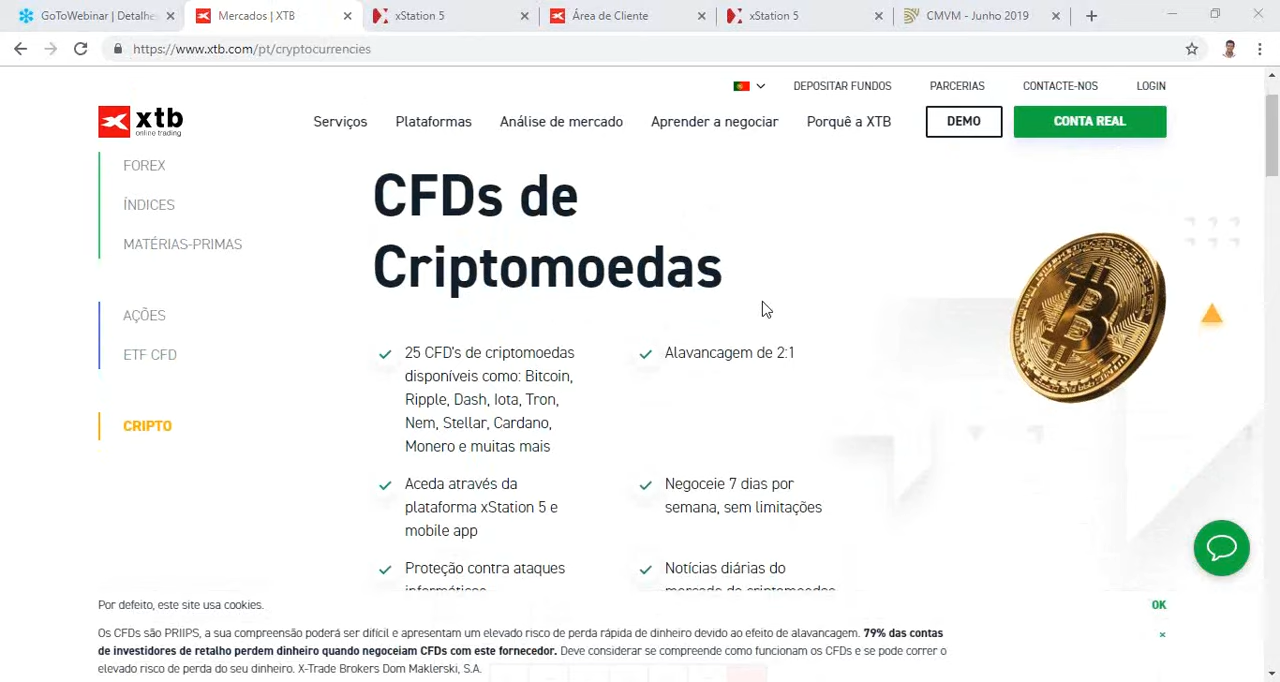 GoToWebinar | Detalhe
Mercados | XTB
xStation 5
Área de Cliente
xStation 5
CMVM - Junho 2019
https://www.xtb.com/pt/cryptocurrencies
DEPOSITAR FUNDOS
PARCERIAS
CONTACTE-NOS
LOGIN
xtb
online trading
Serviços
Plataformas
Análise de mercado
Aprender a negociar
Porquê a XTB
DEMO
CONTA REAL
FOREX
ÍNDICES
MATÉRIAS-PRIMAS
AÇÕES
ETF CFD
CRIPTO
CFDs de
Criptomoedas
25 CFD's de criptomoedas
disponíveis como: Bitcoin,
Ripple, Dash, Iota, Tron,
Nem, Stellar, Cardano,
Monero e muitas mais
Alavancagem de 2:1
Aceda através da
plataforma xStation 5 e
mobile app
Negoceie 7 dias por
semana, sem limitações
Proteção contra ataques
informáticos
Notícias diárias do
mercado de criptomoedas
Por defeito, este site usa cookies.
OK
Os CFDs são PRIIPS, a sua compreensão poderá ser difícil e apresentam um elevado risco de perda rápida de dinheiro devido ao efeito de alavancagem. 79% das contas
de investidores de retalho perdem dinheiro quando negoceiam CFDs com este fornecedor. Deve considerar se compreende como funcionam os CFDs e se pode correr o
elevado risco de perda do seu dinheiro. X-Trade Brokers Dom Maklerski, S.A.